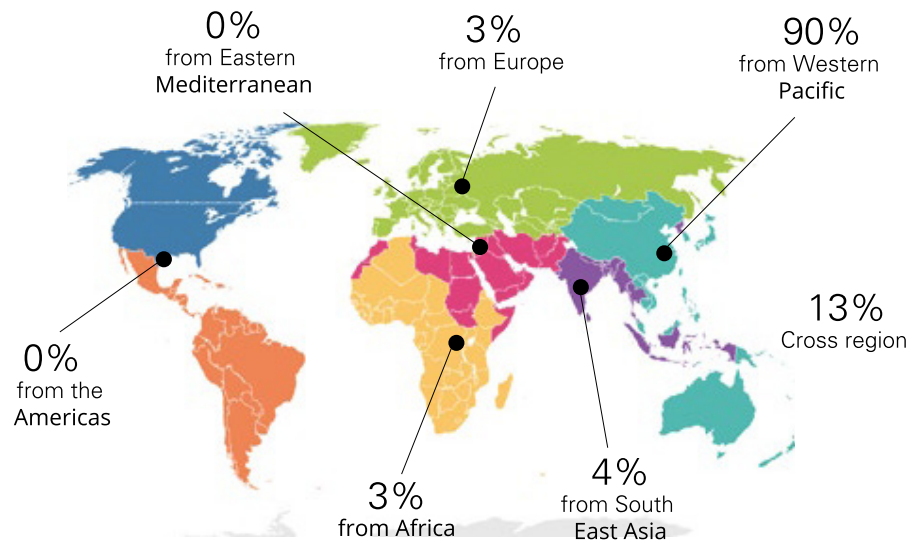 0%
from Eastern
Mediterranean
3%
from Europe
90%
from Western
Pacific
13%
Cross region
0%
from the
Americas
3%
from Africa
4%
from South
East Asia